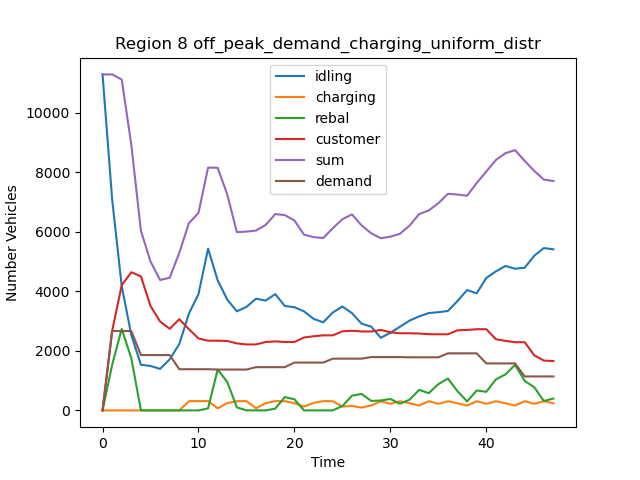 Region 8 off_peak_demand_charging_uniform_distr
idling
charging
rebal
customer
sum
demand
10000
8000
6000
4000
2000
0
Number Vehicles
0
10
20
30
40
Time